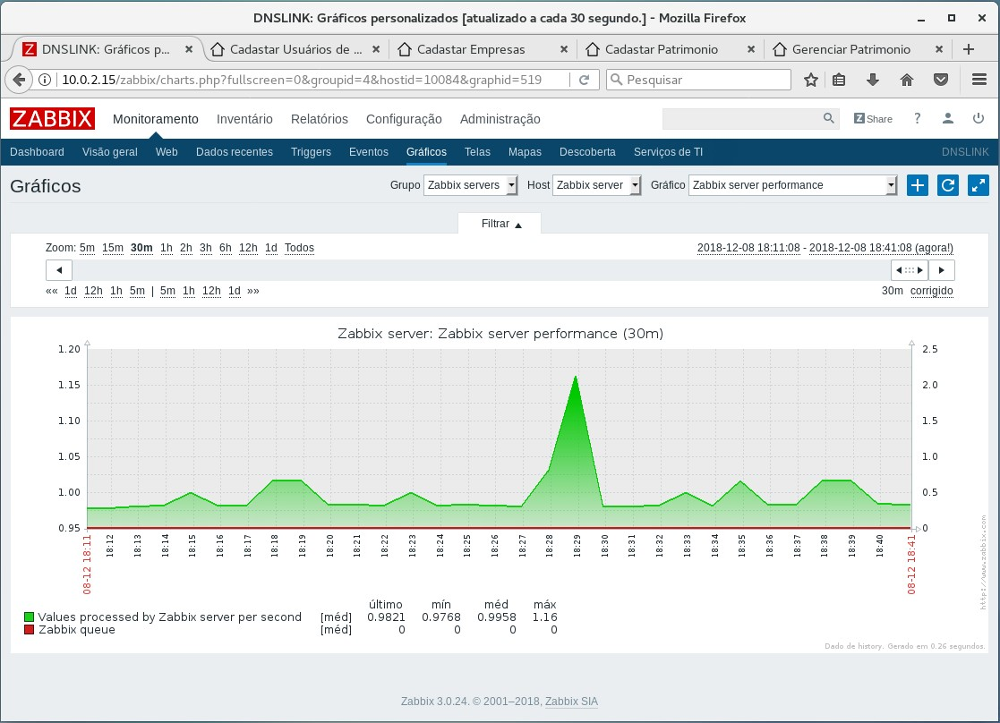 DNSLINK: Gráficos personalizados [atualizado a cada 30 segundo.] - Mozilla Firefox
Z DNSLINK: Gráficos p... Cadastar Usuários de ... Cadastar Empresas Cadastar Patrimonio Gerenciar Patrimonio
10.0.2.15/zabbix/charts.php?fullscreen=0&groupid=4&hostid=10084&graphid=519 Pesquisar
ZABBIX Monitoramento Inventário Relatórios Configuração Administração Z Share ?
Dashboard Visão geral Web Dados recentes Triggers Eventos Gráficos Telas Mapas Descoberta Serviços de TI DNSLINK
Gráficos Grupo Zabbix servers Host Zabbix server Gráfico Zabbix server performance
Filtrar ▲
Zoom: 5m 15m 30m 1h 2h 3h 6h 12h 1d Todos 2018-12-08 18:11:08 - 2018-12-08 18:41:08 (agora!)
«« 1d 12h 1h 5m | 5m 1h 12h 1d »» 30m corrigido
Zabbix server: Zabbix server performance (30m)
1.20 2.5
1.15 2.0
1.10 1.5
1.05 1.0
1.00 0.5
0.95 0
08-12 18:11 18:12 18:13 18:14 18:15 18:16 18:17 18:18 18:19 18:20 18:21 18:22 18:23 18:24 18:25 18:26 18:27 18:28 18:29 18:30 18:31 18:32 18:33 18:34 18:35 18:36 18:37 18:38 18:39 18:40 08-12 18:41
http://www.zabbix.com
último mín méd máx
Values processed by Zabbix server per second [méd] 0.9821 0.9768 0.9958 1.16
Zabbix queue [méd] 0 0 0 0
Dado de history. Gerado em 0.26 segundos.
Zabbix 3.0.24. © 2001–2018, Zabbix SIA